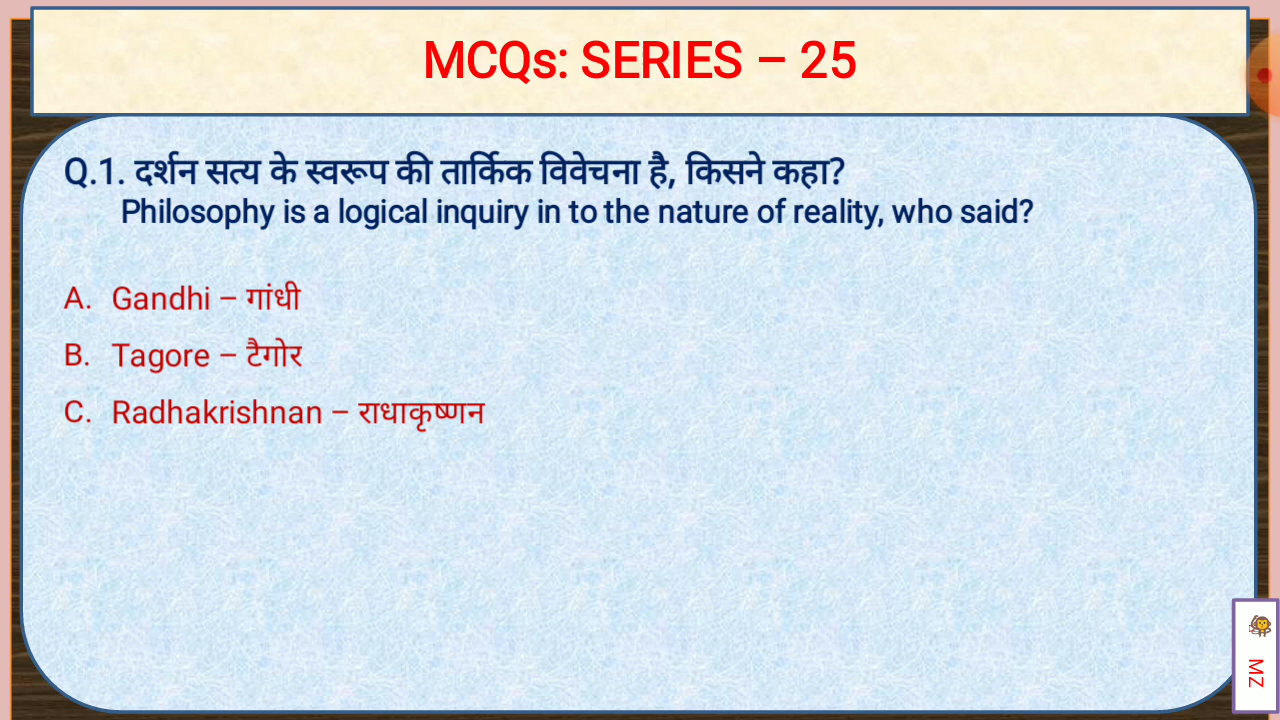 MCQs: SERIES – 25
Q.1. दर्शन सत्य के स्वरूप की तार्किक विवेचना है, किसने कहा?
Philosophy is a logical inquiry in to the nature of reality, who said?
A. Gandhi – गांधी
B. Tagore – टैगोर
C. Radhakrishnan – राधाकृष्णन
MZ